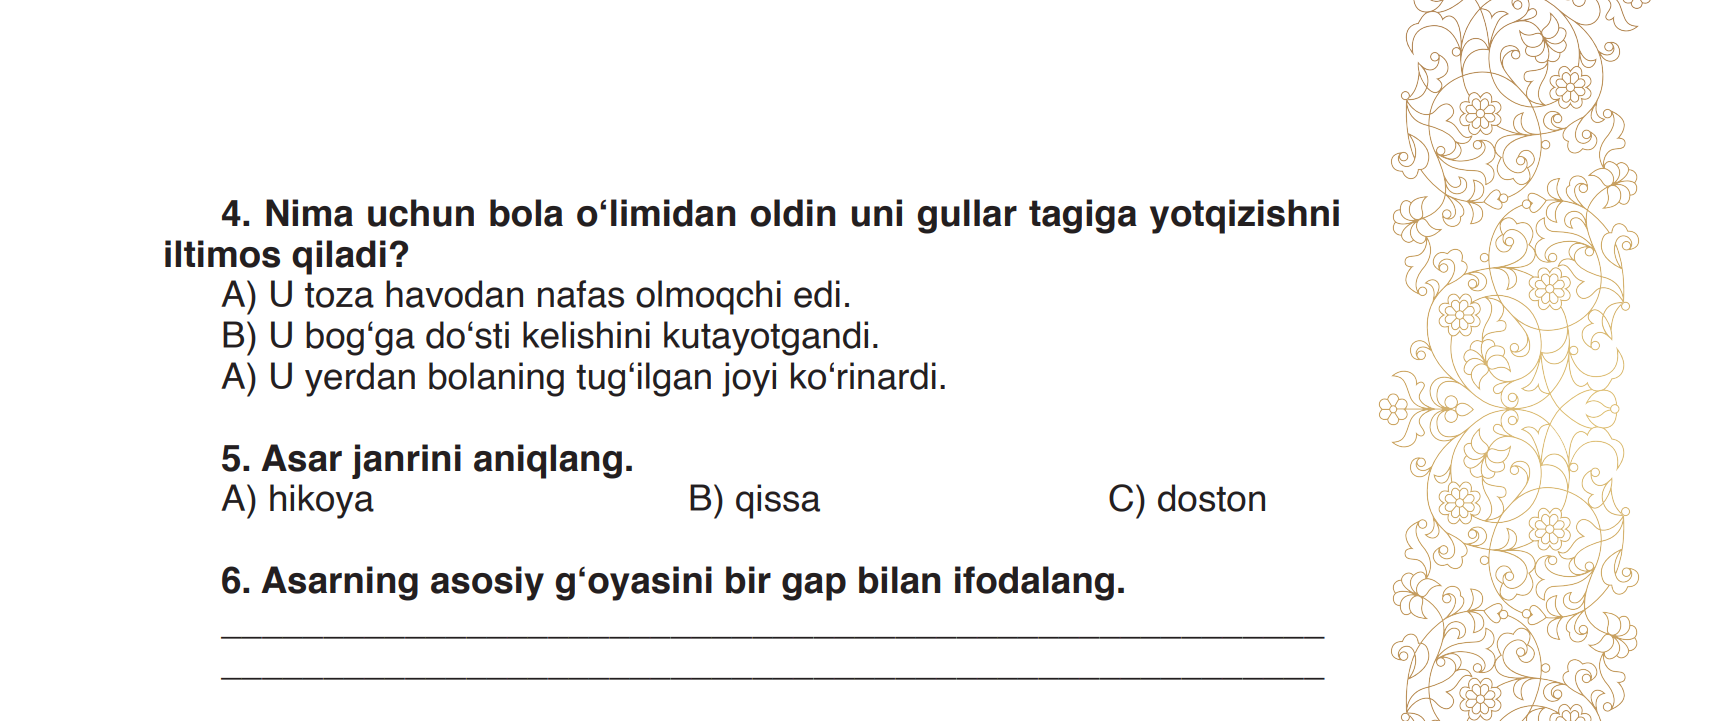 4. Nima uchun bola o‘limidan oldin uni gullar tagiga yotqizishni
iltimos qiladi?
A) U toza havodan nafas olmoqchi edi.
B) U bog‘ga do‘sti kelishini kutayotgandi.
A) U yerdan bolaning tug‘ilgan joyi ko‘rinardi.
5. Asar janrini aniqlang.
A) hikoya B) qissa C) doston
6. Asarning asosiy g‘oyasini bir gap bilan ifodalang.